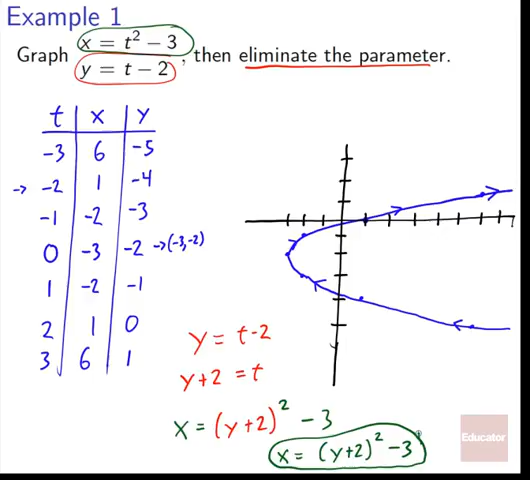 Example 1
Graph x = t² − 3
y = t − 2 , then eliminate the parameter.
t x y
-3 6 -5
→ -2 1 -4
-1 -2 -3
0 -3 -2 → (-3,-2)
1 -2 -1
2 1 0
3 6 1
y = t-2
y+2 = t
x = (y+2)² - 3
x = (y+2)² - 3
Educator